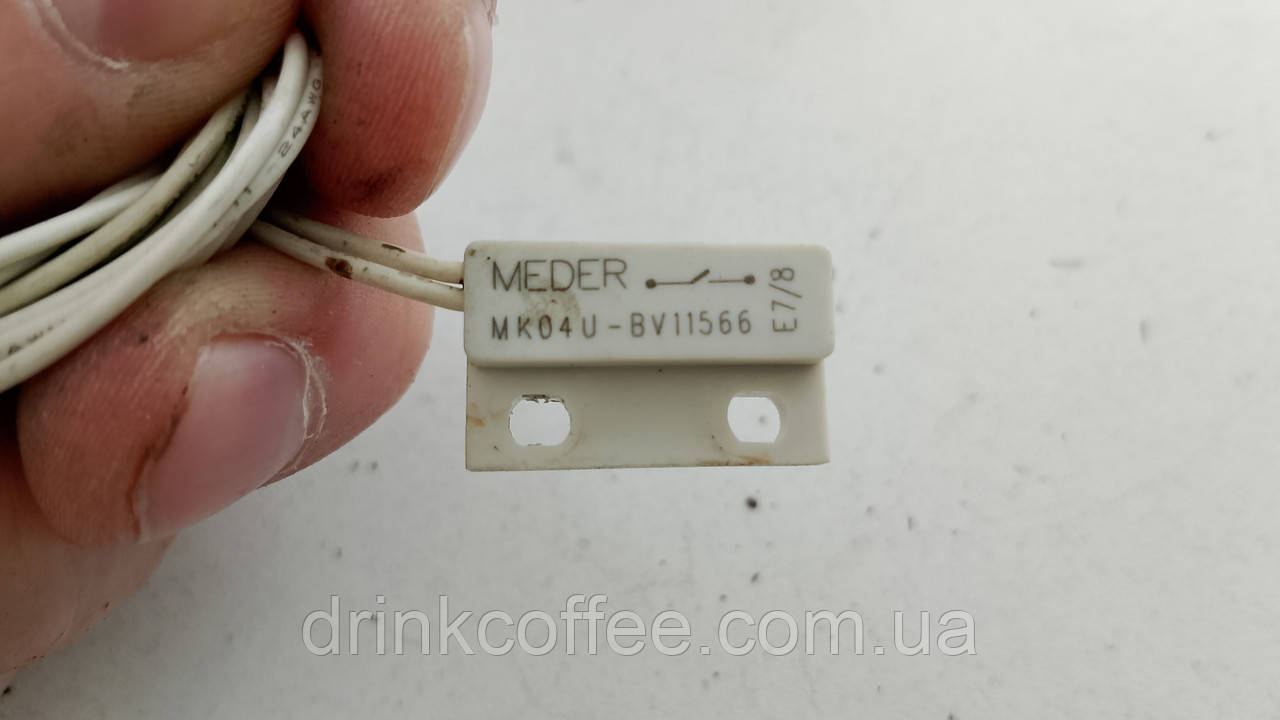 24AWG
MEDER
MK04U-BV11566
E7/8
drinkcoffee.com.ua